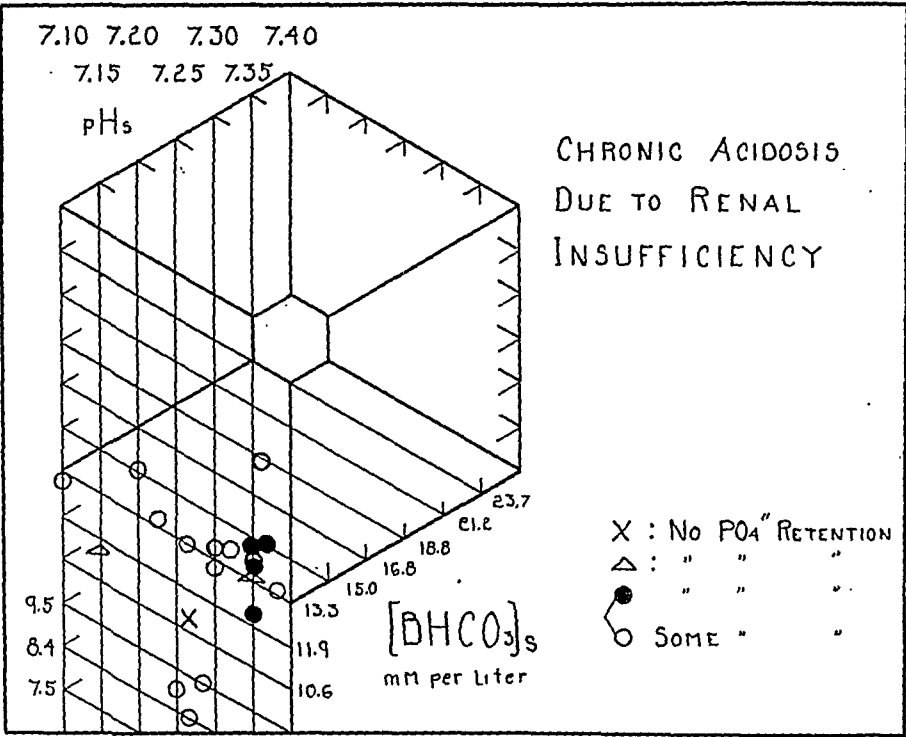 7.10 7.20 7.30 7.40
7.15 7.25 7.35
pHs
CHRONIC ACIDOSIS
DUE TO RENAL
INSUFFICIENCY
23.7
21.2
18.8
16.8
15.0
13.3
11.9
10.6
9.5
8.4
7.5
[BHCO₃]s
mM per Liter
X : NO PO₄″ RETENTION
△ : " " "
● " " "
○ SOME " "